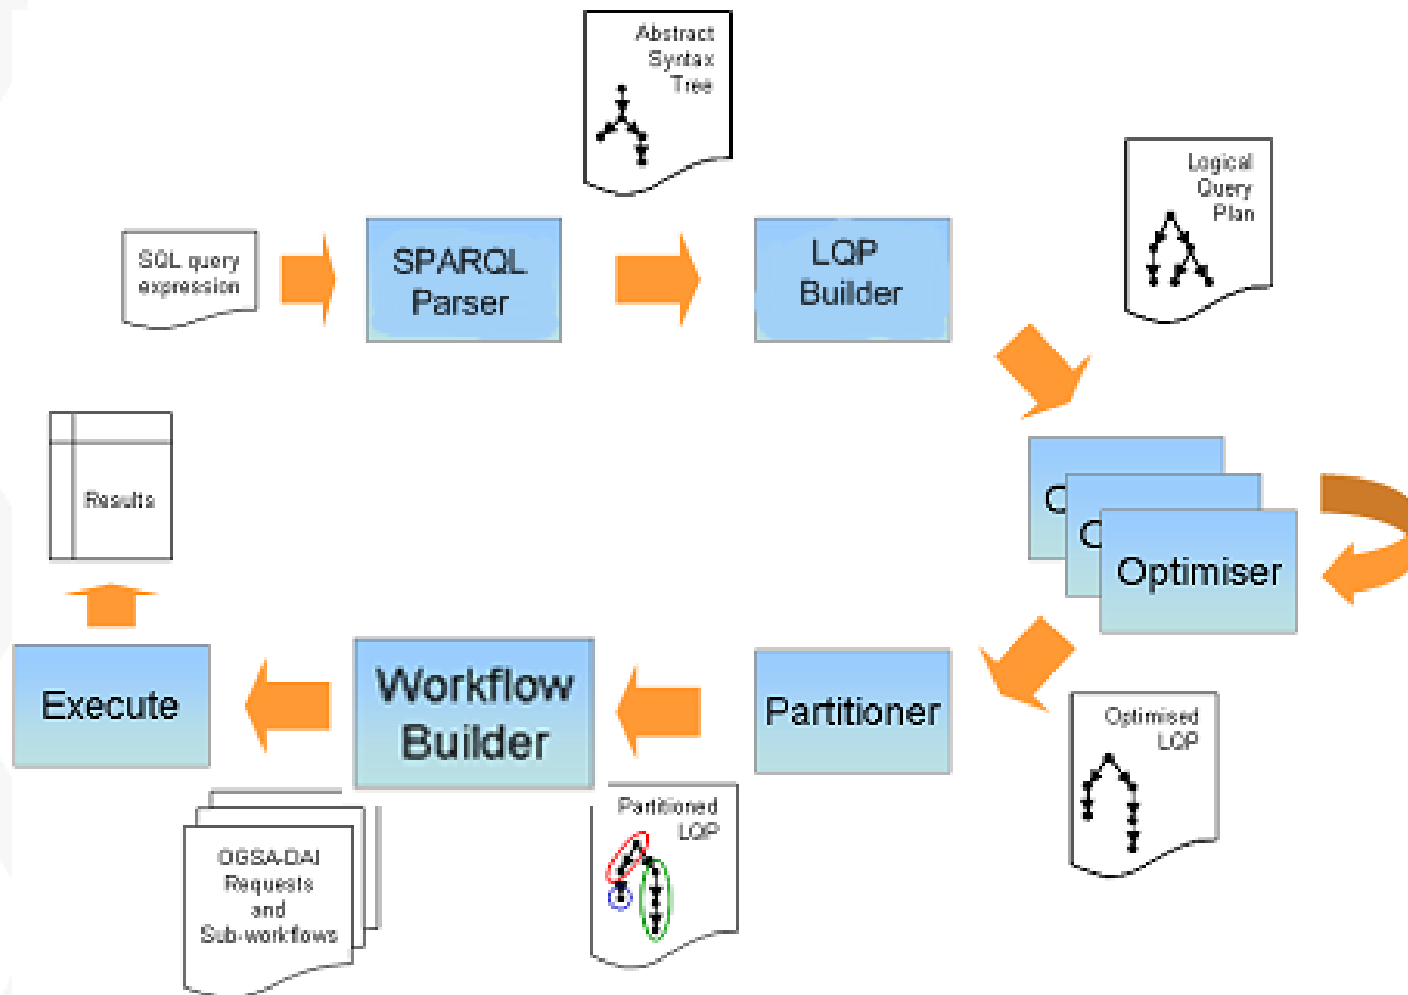 Abstract
Syntax
Tree
Logical
Query
Plan
SQL query
expression
SPARQL
Parser
LQP
Builder
Results
O
O
Optimiser
Execute
Workflow
Builder
Partitioner
Optimised
LQP
Partitioned
LQP
OGSA-DAI
Requests
and
Sub-workflows